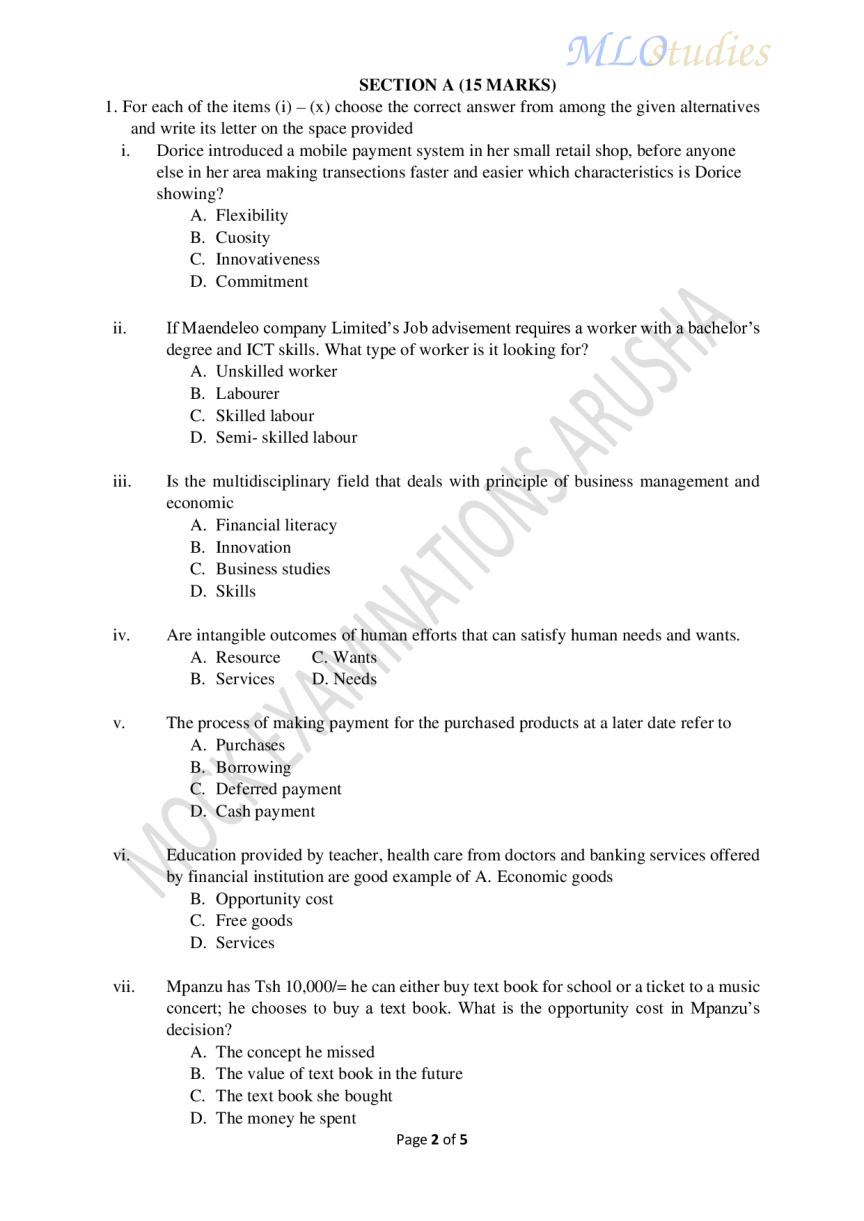 MLOstudies
SECTION A (15 MARKS)
1. For each of the items (i) – (x) choose the correct answer from among the given alternatives
and write its letter on the space provided
i. Dorice introduced a mobile payment system in her small retail shop, before anyone
else in her area making transections faster and easier which characteristics is Dorice
showing?
A. Flexibility
B. Cuosity
C. Innovativeness
D. Commitment
ii. If Maendeleo company Limited’s Job advisement requires a worker with a bachelor’s
degree and ICT skills. What type of worker is it looking for?
A. Unskilled worker
B. Labourer
C. Skilled labour
D. Semi- skilled labour
iii. Is the multidisciplinary field that deals with principle of business management and
economic
A. Financial literacy
B. Innovation
C. Business studies
D. Skills
iv. Are intangible outcomes of human efforts that can satisfy human needs and wants.
A. Resource C. Wants
B. Services D. Needs
v. The process of making payment for the purchased products at a later date refer to
A. Purchases
B. Borrowing
C. Deferred payment
D. Cash payment
vi. Education provided by teacher, health care from doctors and banking services offered
by financial institution are good example of A. Economic goods
B. Opportunity cost
C. Free goods
D. Services
vii. Mpanzu has Tsh 10,000/= he can either buy text book for school or a ticket to a music
concert; he chooses to buy a text book. What is the opportunity cost in Mpanzu’s
decision?
A. The concept he missed
B. The value of text book in the future
C. The text book she bought
D. The money he spent
Page 2 of 5
MOCK EXAMINATIONS ARUSHA